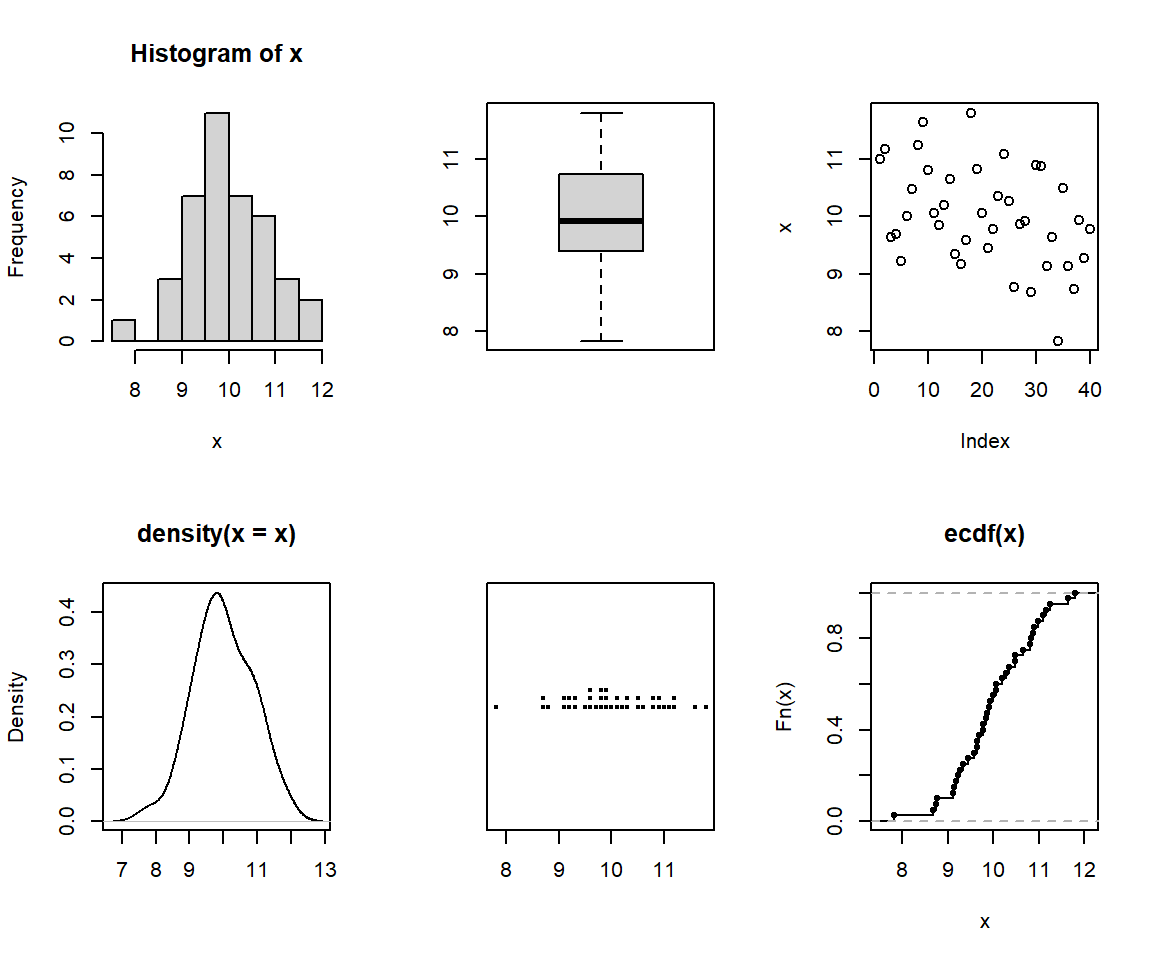 Histogram of x
Frequency
0 2 4 6 8 10
8 9 10 11 12
x
8 9 10 11
x
8 9 10 11
0 10 20 30 40
Index
density(x = x)
Density
0.0 0.1 0.2 0.3 0.4
7 8 9 11 13
8 9 10 11
ecdf(x)
Fn(x)
0.0 0.4 0.8
8 9 10 11 12
x